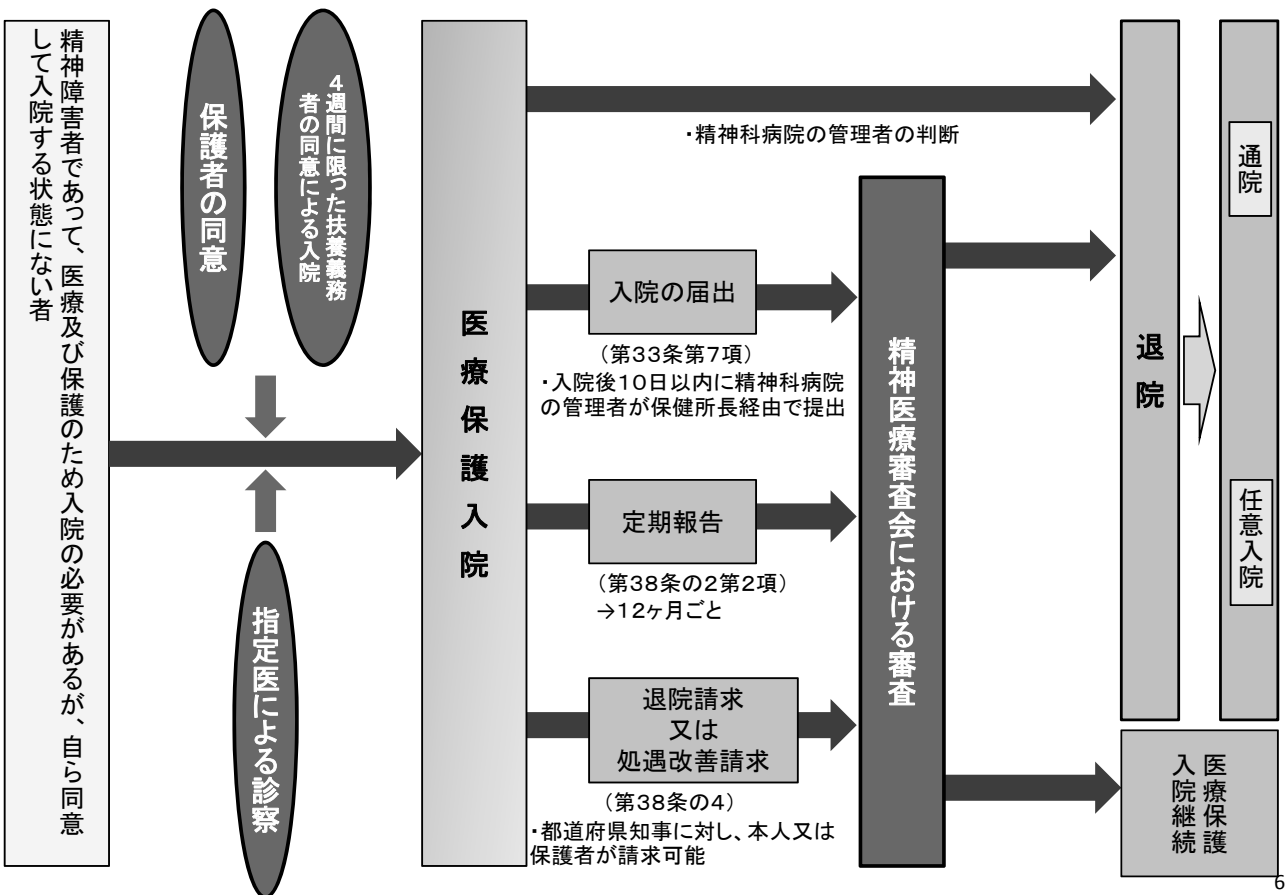 精神障害者であって、医療及び保護のため入院の必要があるが、自ら同意
して入院する状態にない者
保護者の同意
4週間に限った扶養義務
者の同意による入院
指定医による診察
医療保護入院
・精神科病院の管理者の判断
入院の届出
(第33条第7項)
・入院後10日以内に精神科病院
の管理者が保健所長経由で提出
定期報告
(第38条の2第2項)
→12ヶ月ごと
退院請求
又は
処遇改善請求
(第38条の4)
・都道府県知事に対し、本人又は
保護者が請求可能
精神医療審査会における審査
退院
通院
任意入院
医療保護
入院継続
6